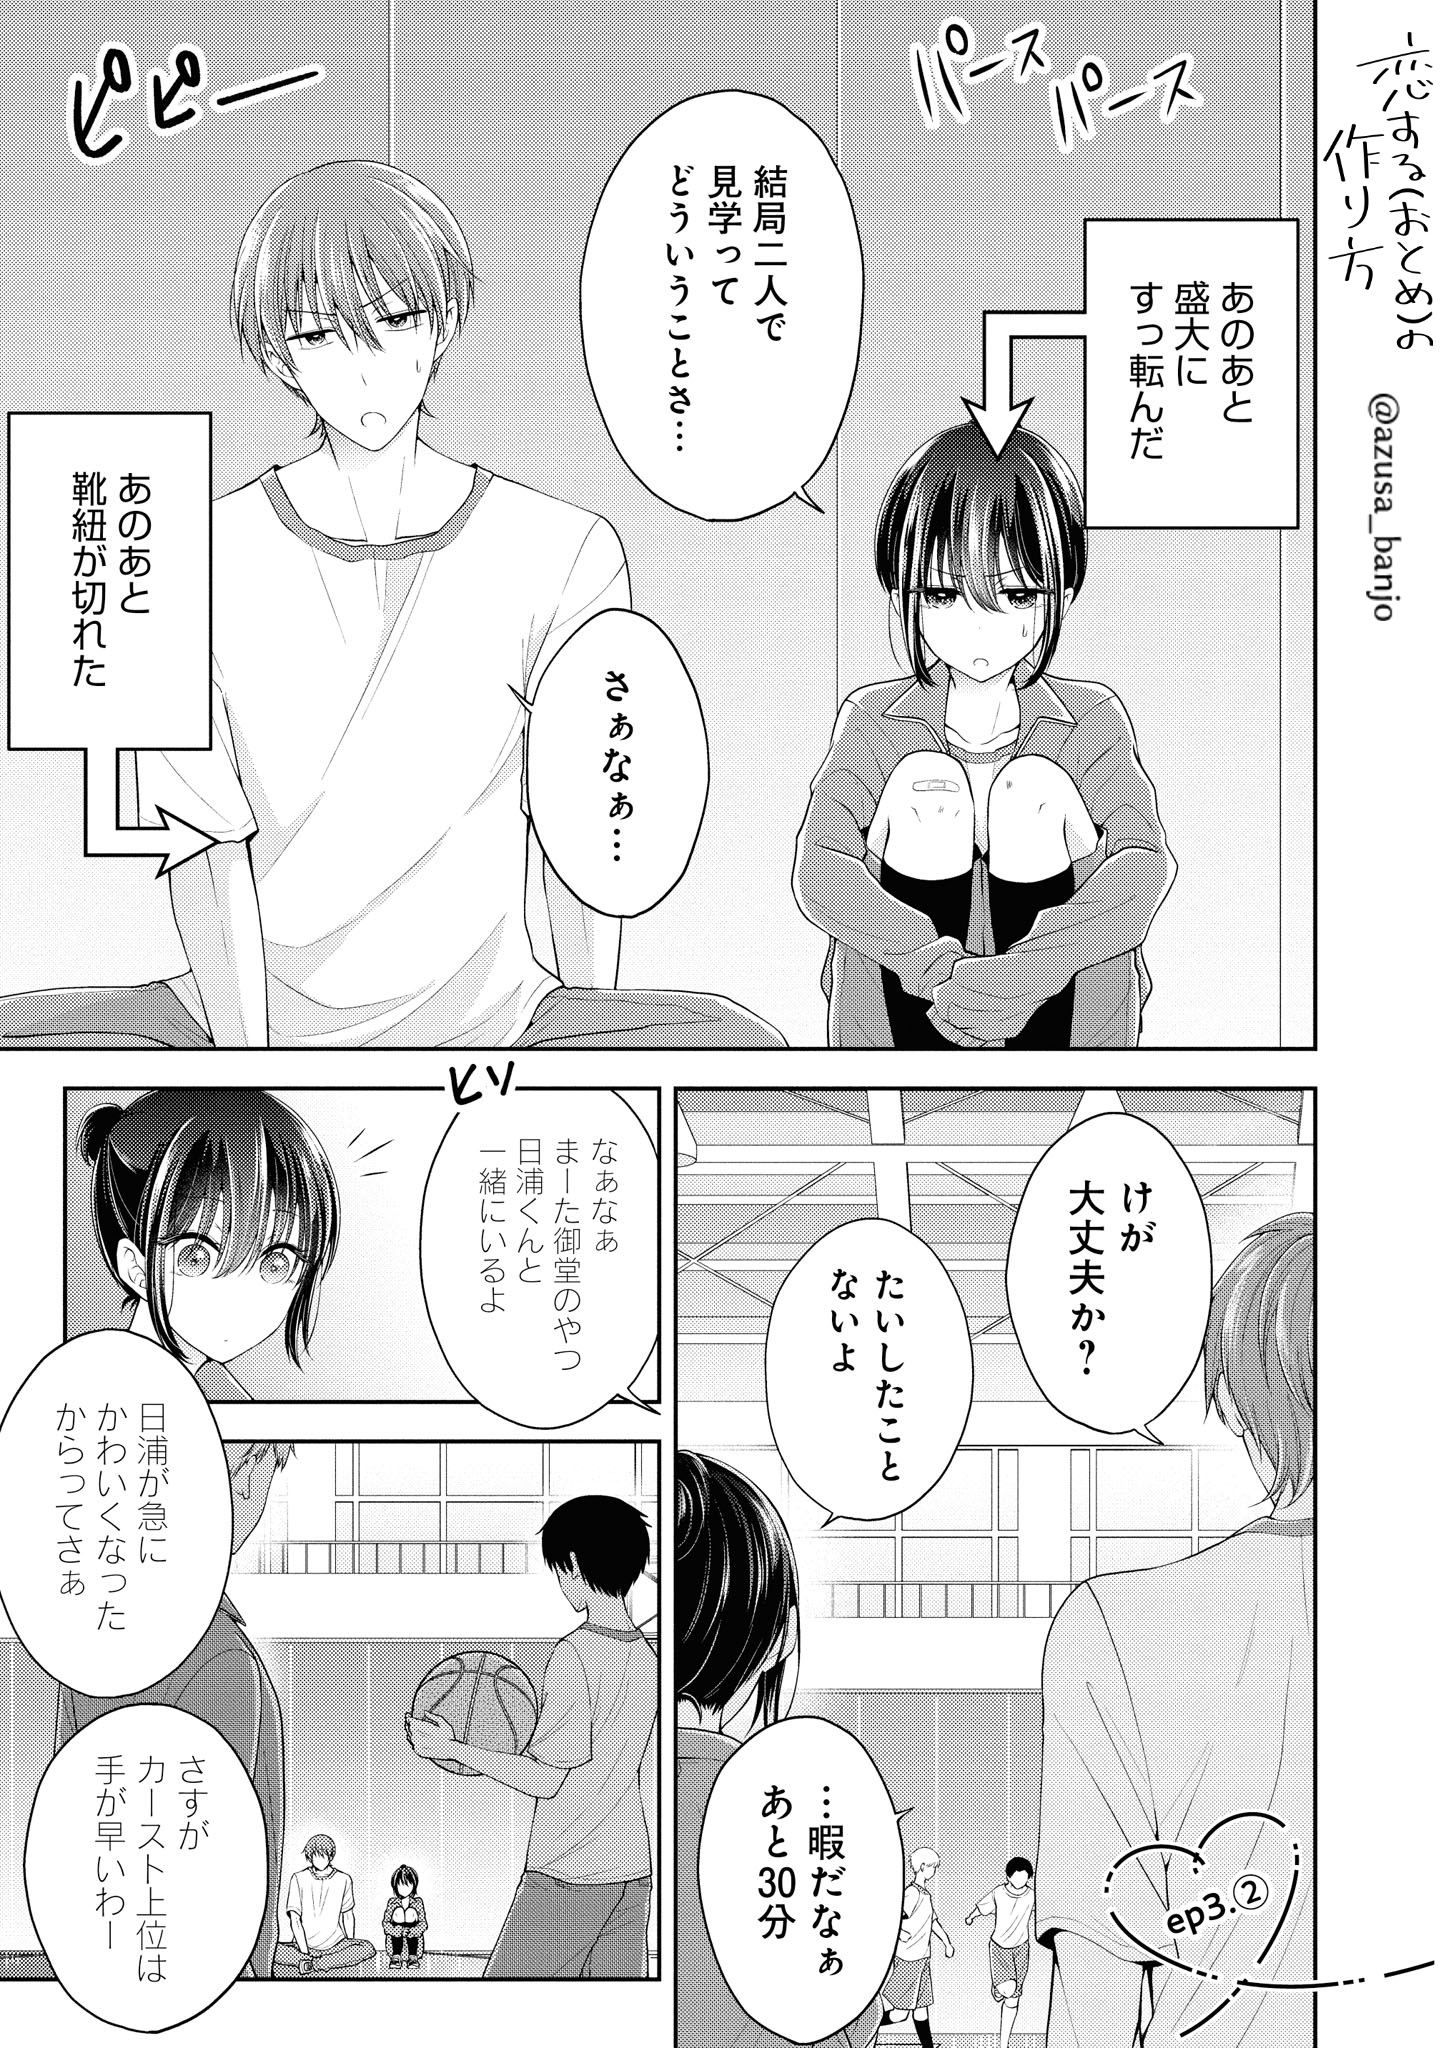 恋する(おとめ)の
作り方
@azusa_banjo
パース
パース
ピピー
あのあと
盛大に
すっ転んだ
結局二人で
見学って
どういうことさ…
さぁなぁ…
あのあと
靴紐が切れた
けが
大丈夫か?
たいしたこと
ないよ
…暇だなぁ
あと30分
ep3.②
ヒソ
なぁなぁ
まーた御堂のやつ
日浦くんと
一緒にいるよ
日浦が急に
かわいくなった
からってさぁ
さすが
カースト上位は
手が早いわー